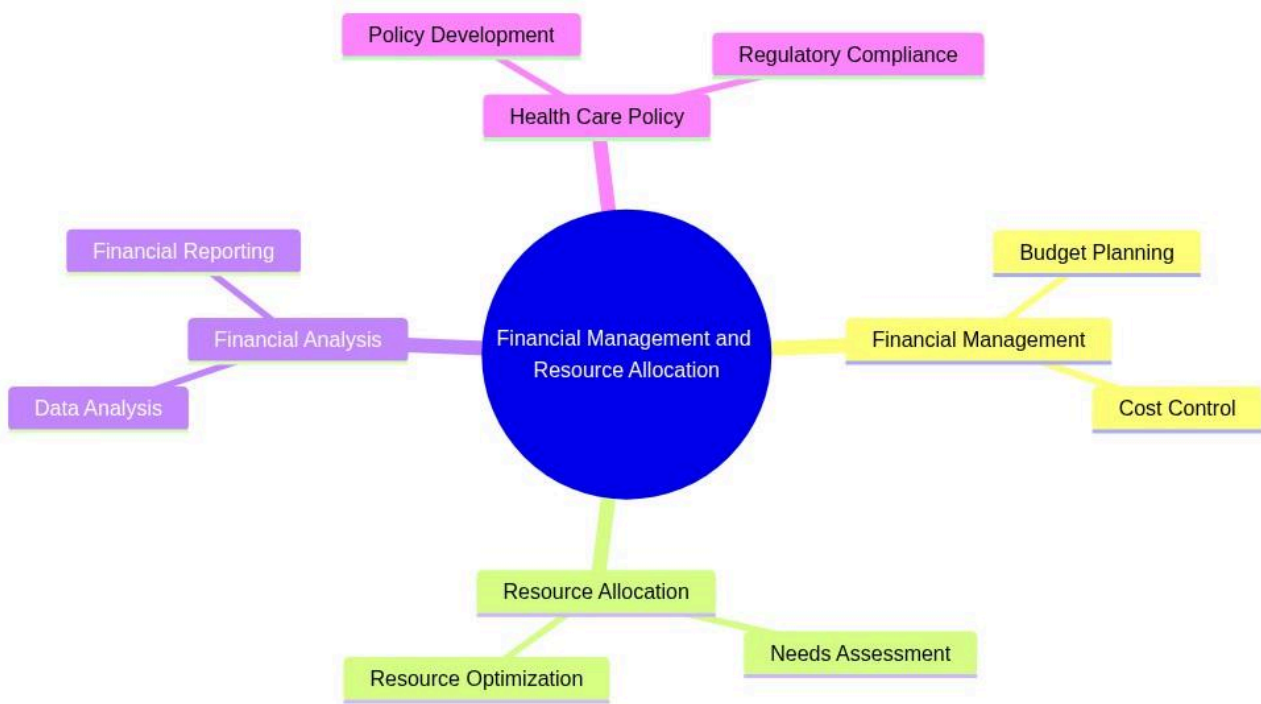 Policy Development
Regulatory Compliance
Health Care Policy
Financial Reporting
Budget Planning
Financial Analysis
Financial Management and
Resource Allocation
Financial Management
Data Analysis
Cost Control
Resource Allocation
Needs Assessment
Resource Optimization